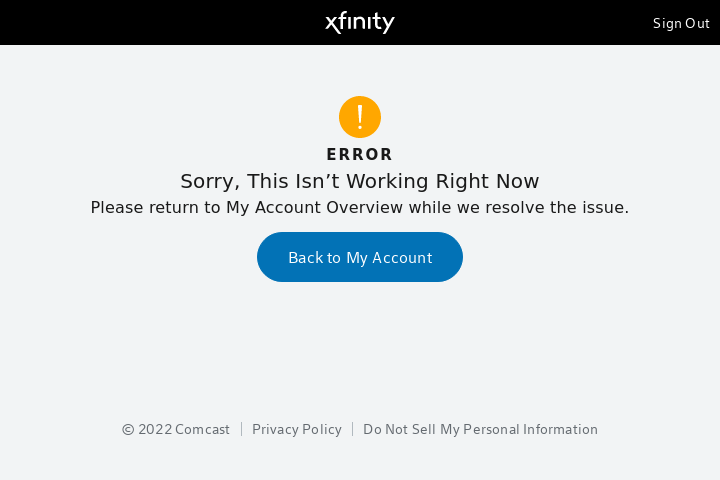 xfinity
Sign Out
ERROR
Sorry, This Isn’t Working Right Now
Please return to My Account Overview while we resolve the issue.
Back to My Account
© 2022 Comcast
Privacy Policy
Do Not Sell My Personal Information